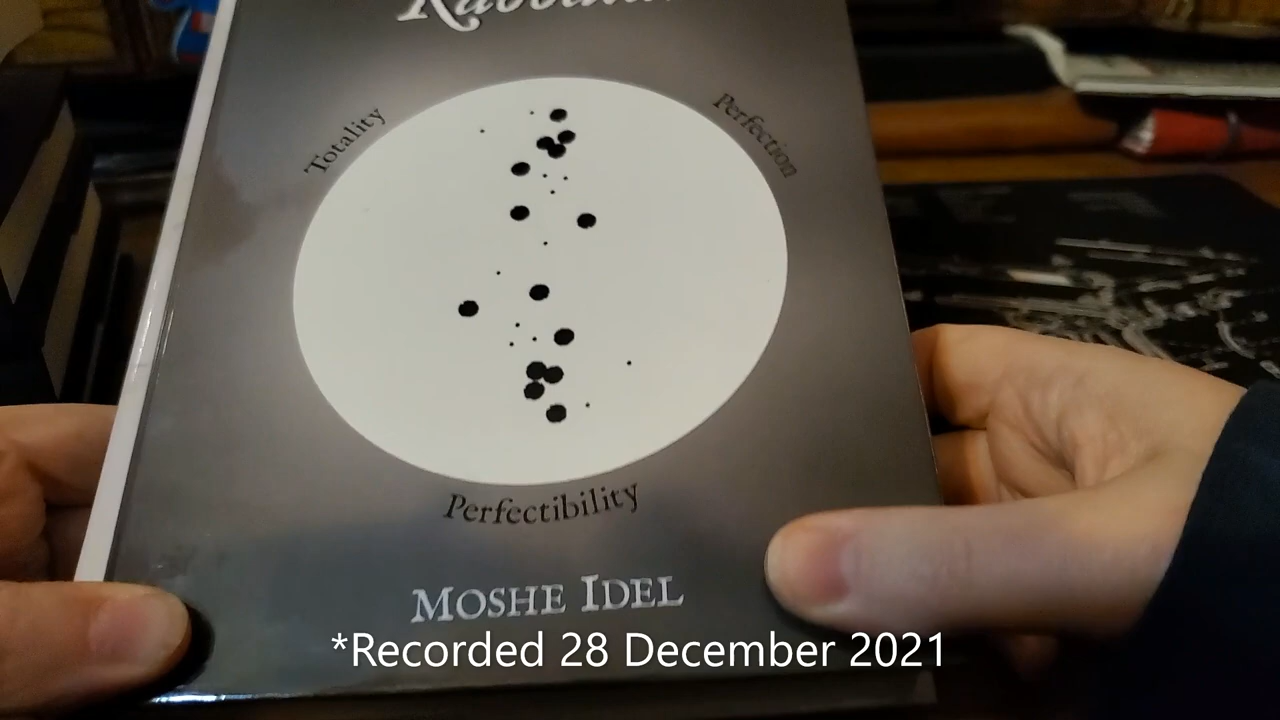 Totality
Perfection
Perfectibility
MOSHE IDEL
*Recorded 28 December 2021